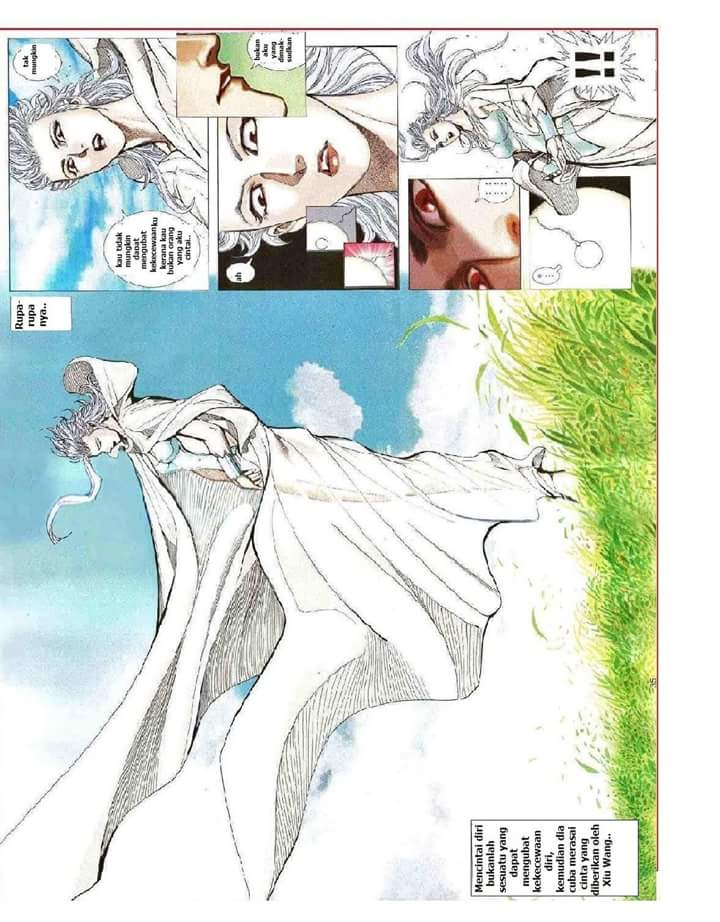 tak
mungkin
kau tidak
mungkin
dapat
mengubat
kekecewaanku
kerana kau
bukan orang
yang aku
cintai...
bukan
aku
yang
dimak-
sudkan
ah
!!
Rupa-
rupa
nya..
Mencintai diri
bukanlah
sesuatu yang
dapat
mengubat
kekecewaan
diri,
kemudian dia
cuba merasai
cinta yang
diberikan oleh
Xiu Wang..